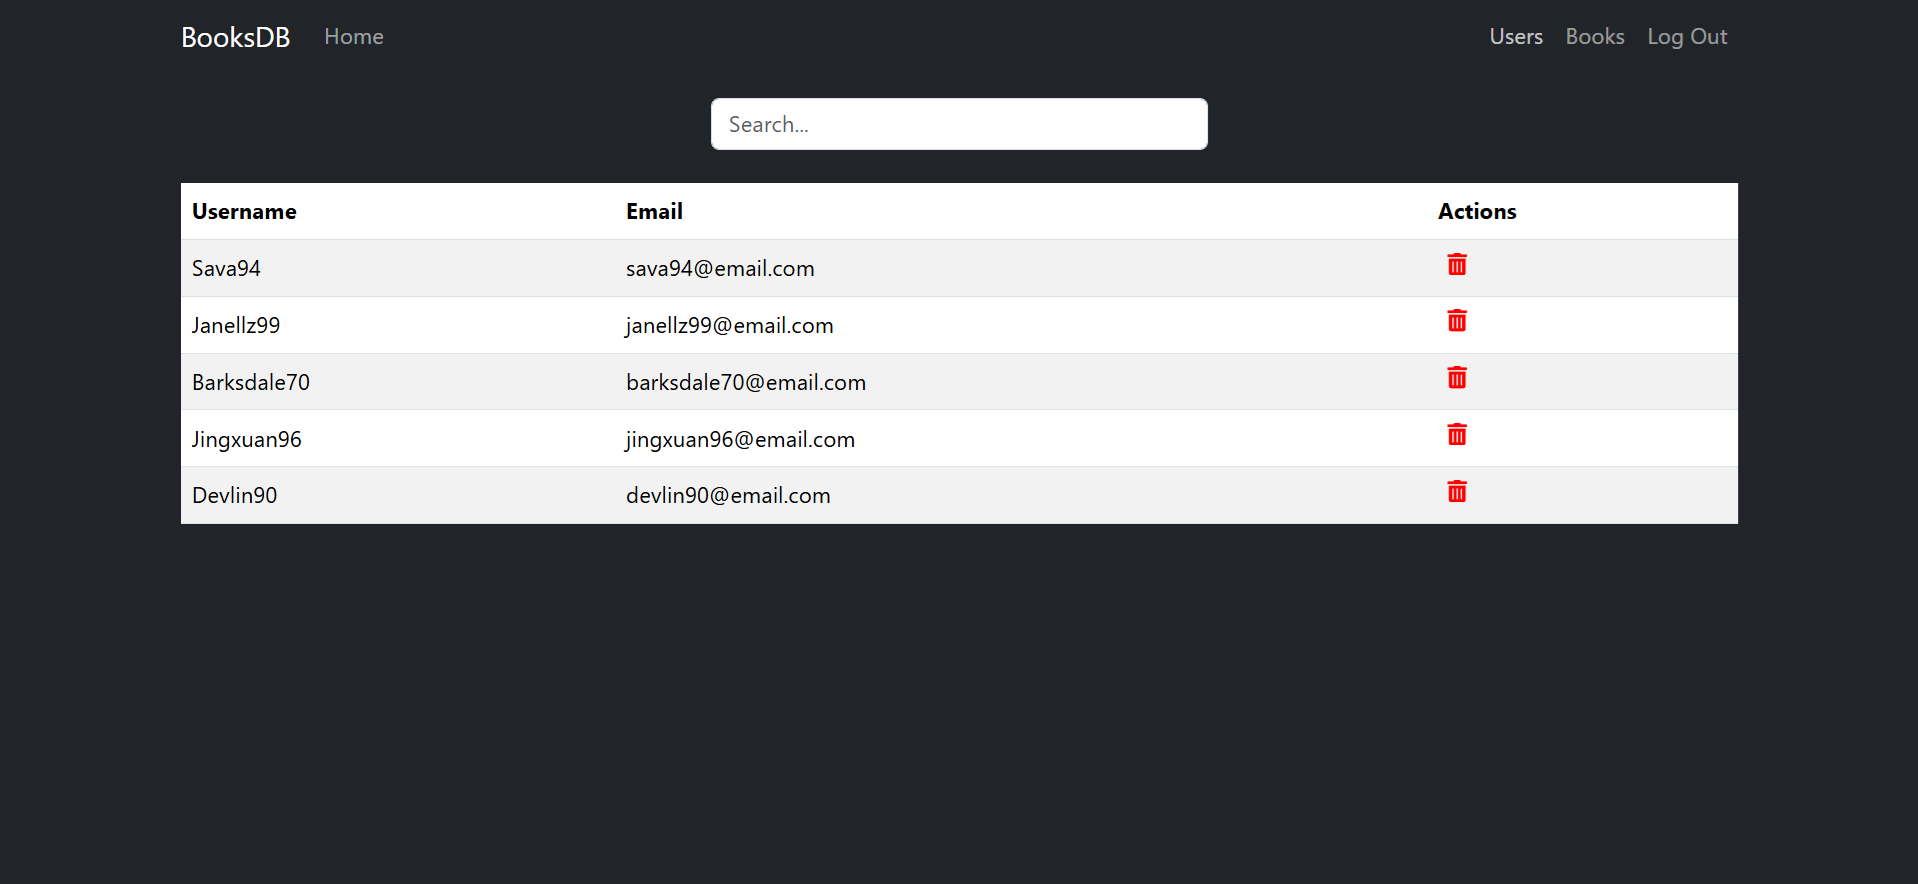 BooksDB Home Users Books Log Out
Search...
Username Email Actions
Sava94 sava94@email.com
Janellz99 janellz99@email.com
Barksdale70 barksdale70@email.com
Jingxuan96 jingxuan96@email.com
Devlin90 devlin90@email.com